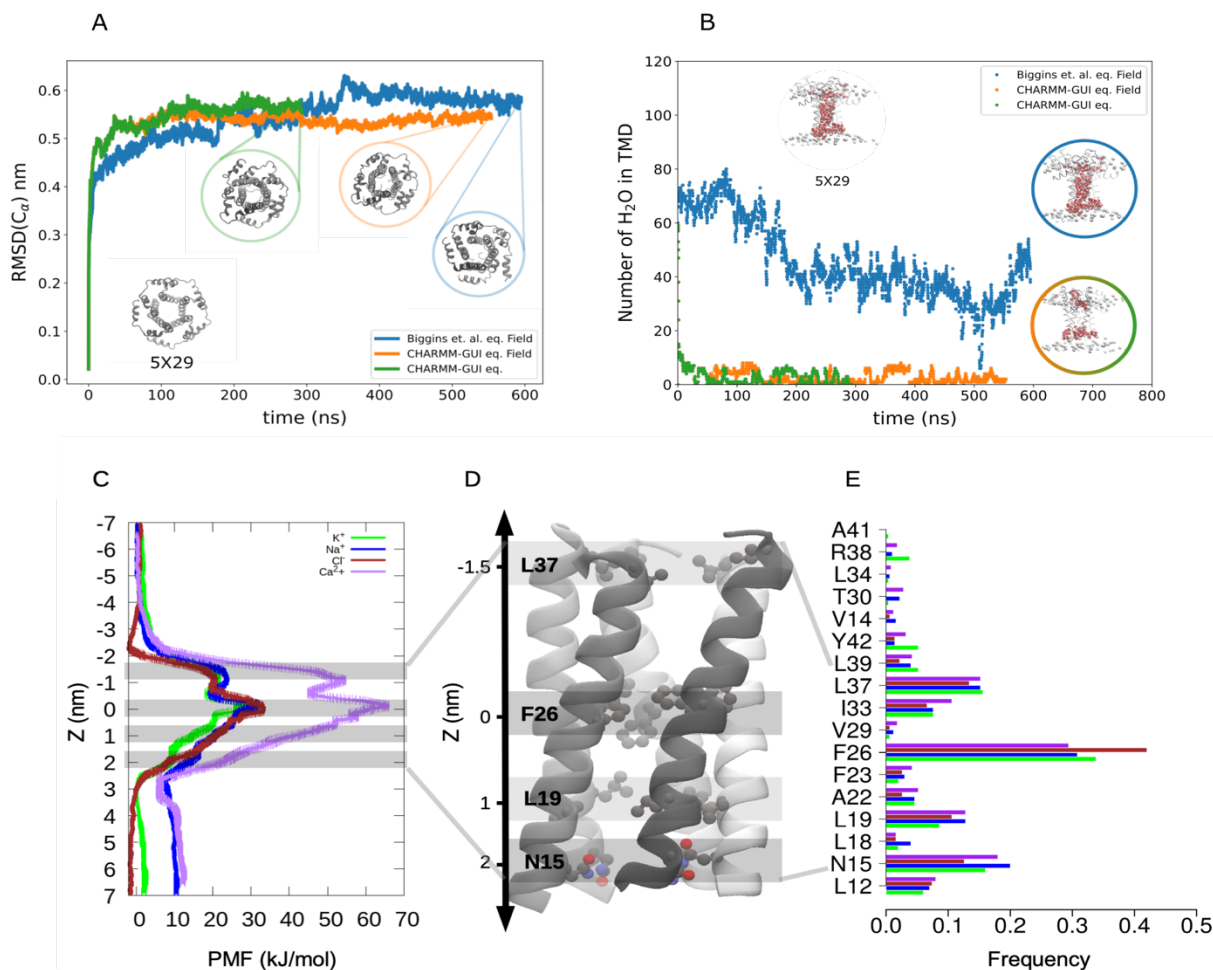 A
RMSD(Cα) nm
0.6
0.5
0.4
0.3
0.2
0.1
0.0
5X29
Biggins et. al. eq. Field
CHARMM-GUI eq. Field
CHARMM-GUI eq.
0
100
200
300
400
500
600
time (ns)
B
Number of H2O in TMD
120
100
80
60
40
20
0
5X29
Biggins et. al. eq. Field
CHARMM-GUI eq. Field
CHARMM-GUI eq.
0
100
200
300
400
500
600
700
800
time (ns)
C
Z (nm)
-7
-6
-5
-4
-3
-2
-1
0
1
2
3
4
5
6
7
K+
Na+
Cl-
Ca2+
0
10
20
30
40
50
60
70
PMF (kJ/mol)
D
Z (nm)
-1.5
0
1
2
L37
F26
L19
N15
E
A41
R38
L34
T30
V14
Y42
L39
L37
I33
V29
F26
F23
A22
L19
L18
N15
L12
0.0
0.1
0.2
0.3
0.4
0.5
Frequency